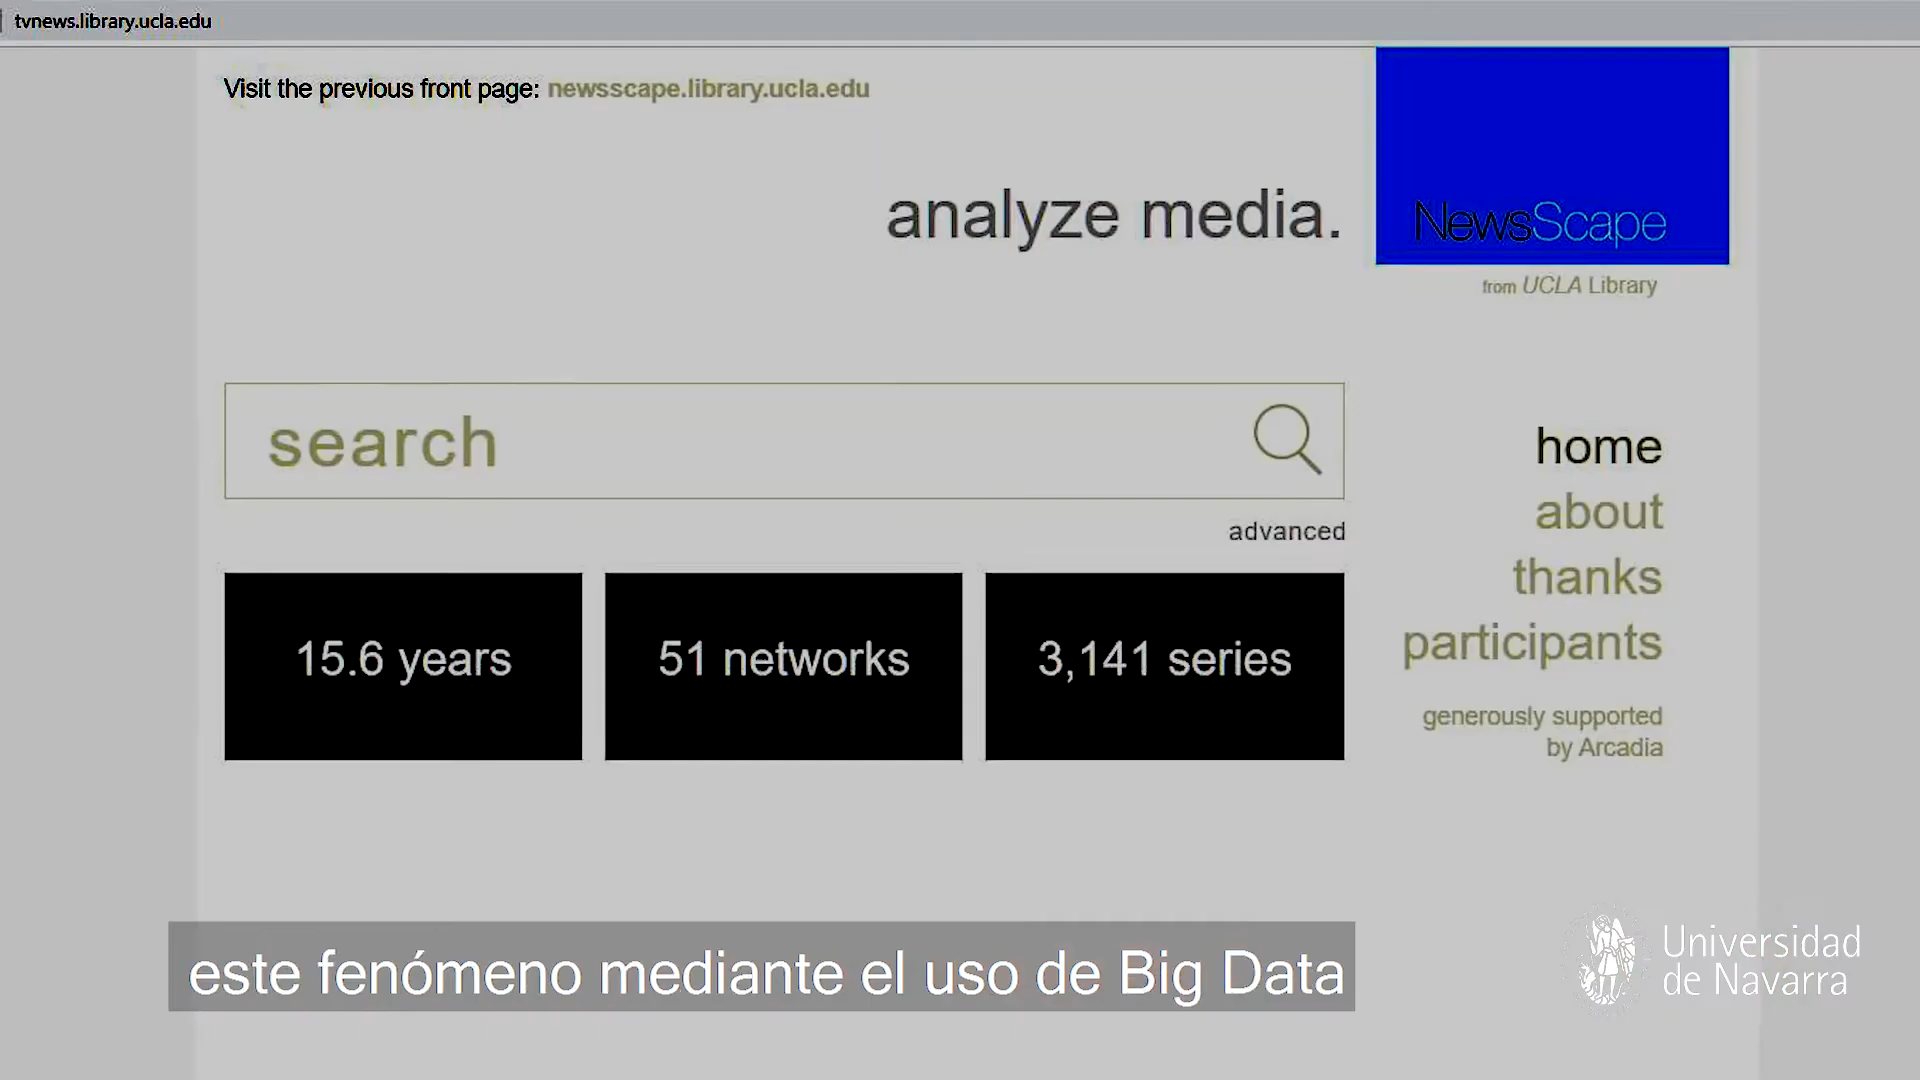 tvnews.library.ucla.edu
Visit the previous front page: newsscape.library.ucla.edu
analyze media.
NewsScape
from UCLA Library
search
advanced
15.6 years
51 networks
3,141 series
home
about
thanks
participants
generously supported
by Arcadia
este fenómeno mediante el uso de Big Data
Universidad
de Navarra